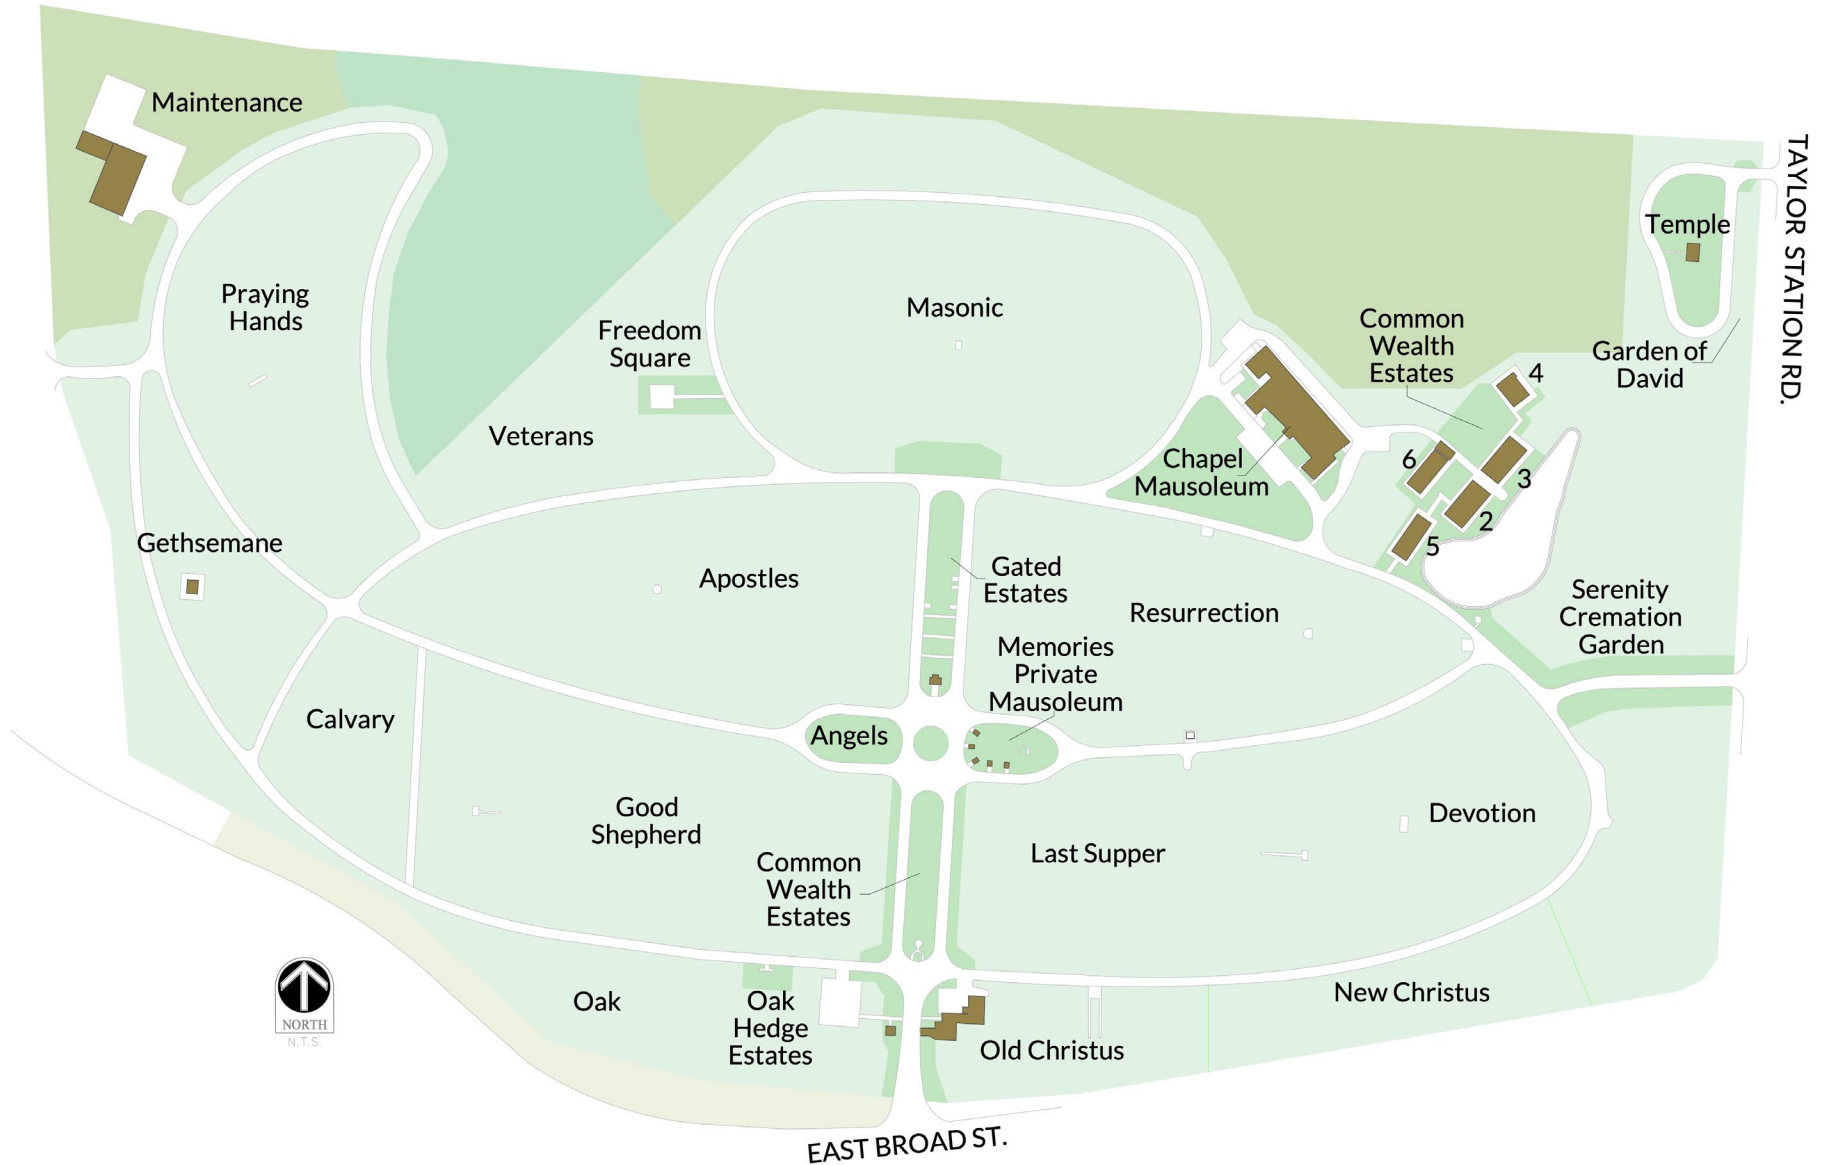 Maintenance
TAYLOR STATION RD.
Temple
Praying
Hands
Masonic
Freedom
Square
Common
Wealth
Estates
Garden of
David
4
Veterans
Chapel
Mausoleum
6
3
2
5
Gethsemane
Apostles
Gated
Estates
Resurrection
Serenity
Cremation
Garden
Memories
Private
Mausoleum
Calvary
Angels
Good
Shepherd
Devotion
Last Supper
Common
Wealth
Estates
Oak
Oak
Hedge
Estates
New Christus
Old Christus
NORTH
N.T.S.
EAST BROAD ST.